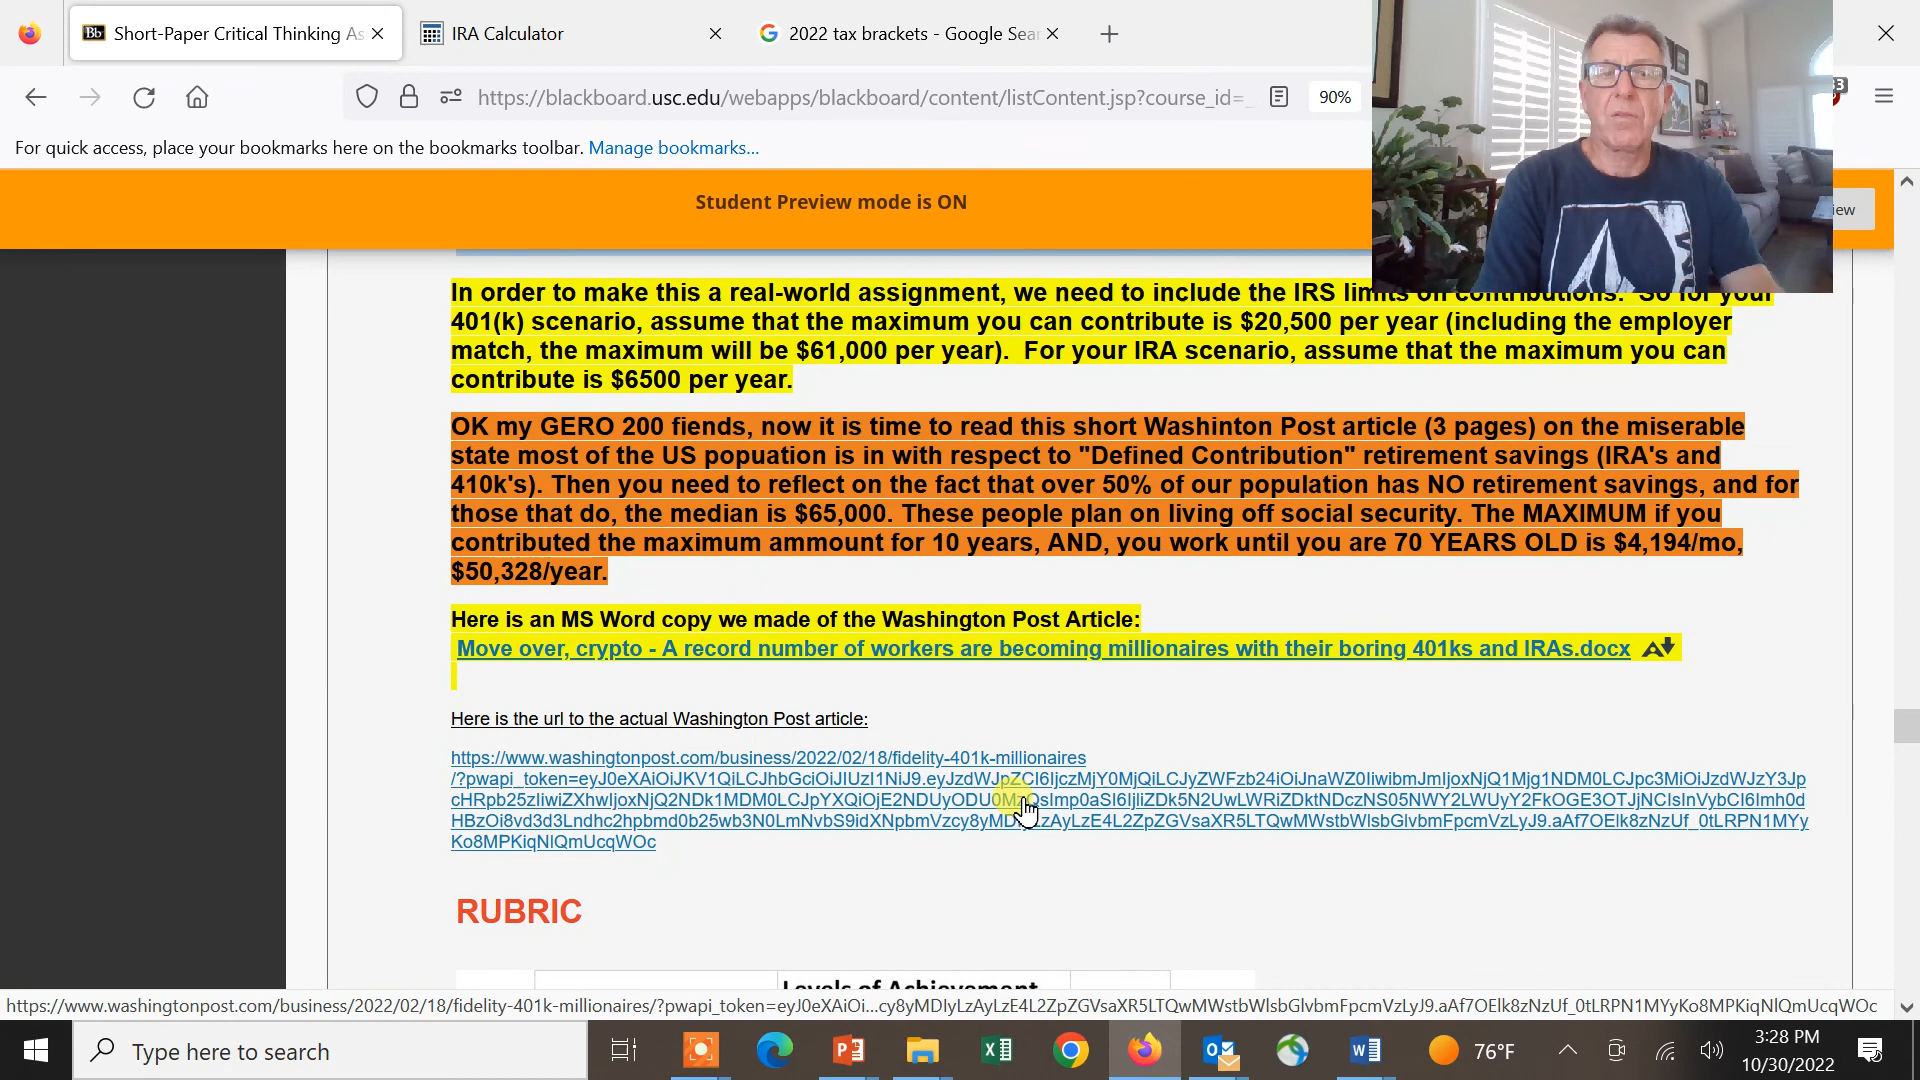 Short-Paper Critical Thinking As
IRA Calculator
2022 tax brackets - Google Sear
https://blackboard.usc.edu/webapps/blackboard/content/listContent.jsp?course_id=_
90%
For quick access, place your bookmarks here on the bookmarks toolbar. Manage bookmarks...
Student Preview mode is ON
iew
In order to make this a real-world assignment, we need to include the IRS limits on contributions. So for your
401(k) scenario, assume that the maximum you can contribute is $20,500 per year (including the employer
match, the maximum will be $61,000 per year). For your IRA scenario, assume that the maximum you can
contribute is $6500 per year.
OK my GERO 200 fiends, now it is time to read this short Washinton Post article (3 pages) on the miserable
state most of the US popuation is in with respect to "Defined Contribution" retirement savings (IRA's and
410k's). Then you need to reflect on the fact that over 50% of our population has NO retirement savings, and for
those that do, the median is $65,000. These people plan on living off social security. The MAXIMUM if you
contributed the maximum ammount for 10 years, AND, you work until you are 70 YEARS OLD is $4,194/mo,
$50,328/year.
Here is an MS Word copy we made of the Washington Post Article:
Move over, crypto - A record number of workers are becoming millionaires with their boring 401ks and IRAs.docx
Here is the url to the actual Washington Post article:
https://www.washingtonpost.com/business/2022/02/18/fidelity-401k-millionaires
RUBRIC
Levels of Achievement
Type here to search
76°F
3:28 PM
10/30/2022